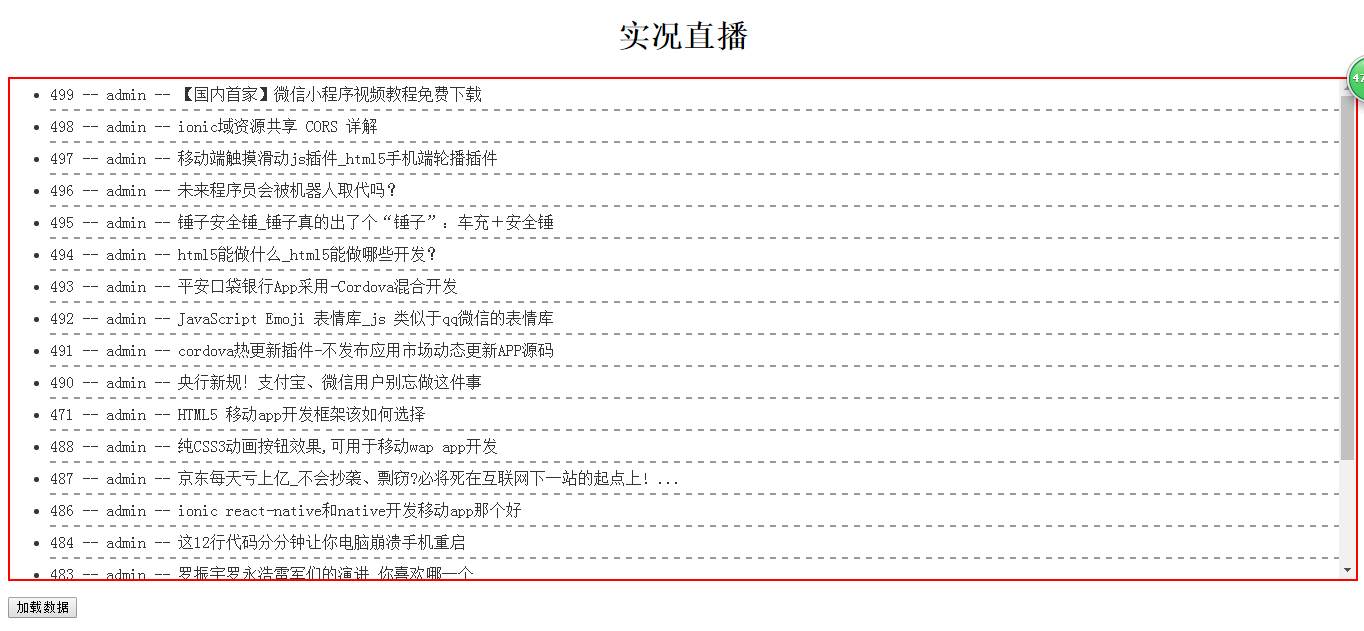 实况直播
499 -- admin -- 【国内首家】微信小程序视频教程免费下载
498 -- admin -- ionic域资源共享 CORS 详解
497 -- admin -- 移动端触摸滑动js插件_html5手机端轮播插件
496 -- admin -- 未来程序员会被机器人取代吗？
495 -- admin -- 锤子安全锤_锤子真的出了个“锤子”：车充＋安全锤
494 -- admin -- html5能做什么_html5能做哪些开发？
493 -- admin -- 平安口袋银行App采用-Cordova混合开发
492 -- admin -- JavaScript Emoji 表情库_js 类似于qq微信的表情库
491 -- admin -- cordova热更新插件-不发布应用市场动态更新APP源码
490 -- admin -- 央行新规！支付宝、微信用户别忘做这件事
471 -- admin -- HTML5 移动app开发框架该如何选择
488 -- admin -- 纯CSS3动画按钮效果,可用于移动wap app开发
487 -- admin -- 京东每天亏上亿_不会抄袭、剽窃?必将死在互联网下一站的起点上！...
486 -- admin -- ionic react-native和native开发移动app那个好
484 -- admin -- 这12行代码分分钟让你电脑崩溃手机重启
483 -- admin -- 罗振宇罗永浩雷军们的演讲 你喜欢哪一个
加载数据